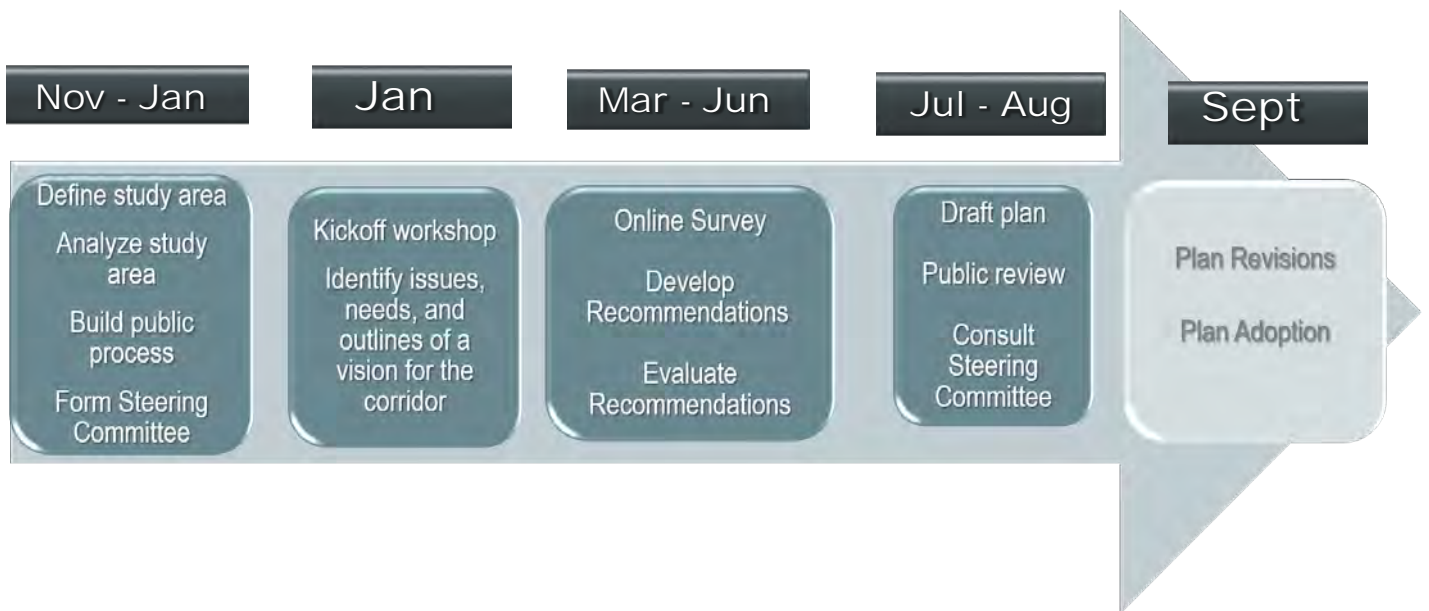 Nov - Jan
Define study area
Analyze study
area
Build public
process
Form Steering
Committee
Jan
Kickoff workshop
Identify issues,
needs, and
outlines of a
vision for the
corridor
Mar - Jun
Online Survey
Develop
Recommendations
Evaluate
Recommendations
Jul - Aug
Draft plan
Public review
Consult
Steering
Committee
Sept
Plan Revisions
Plan Adoption